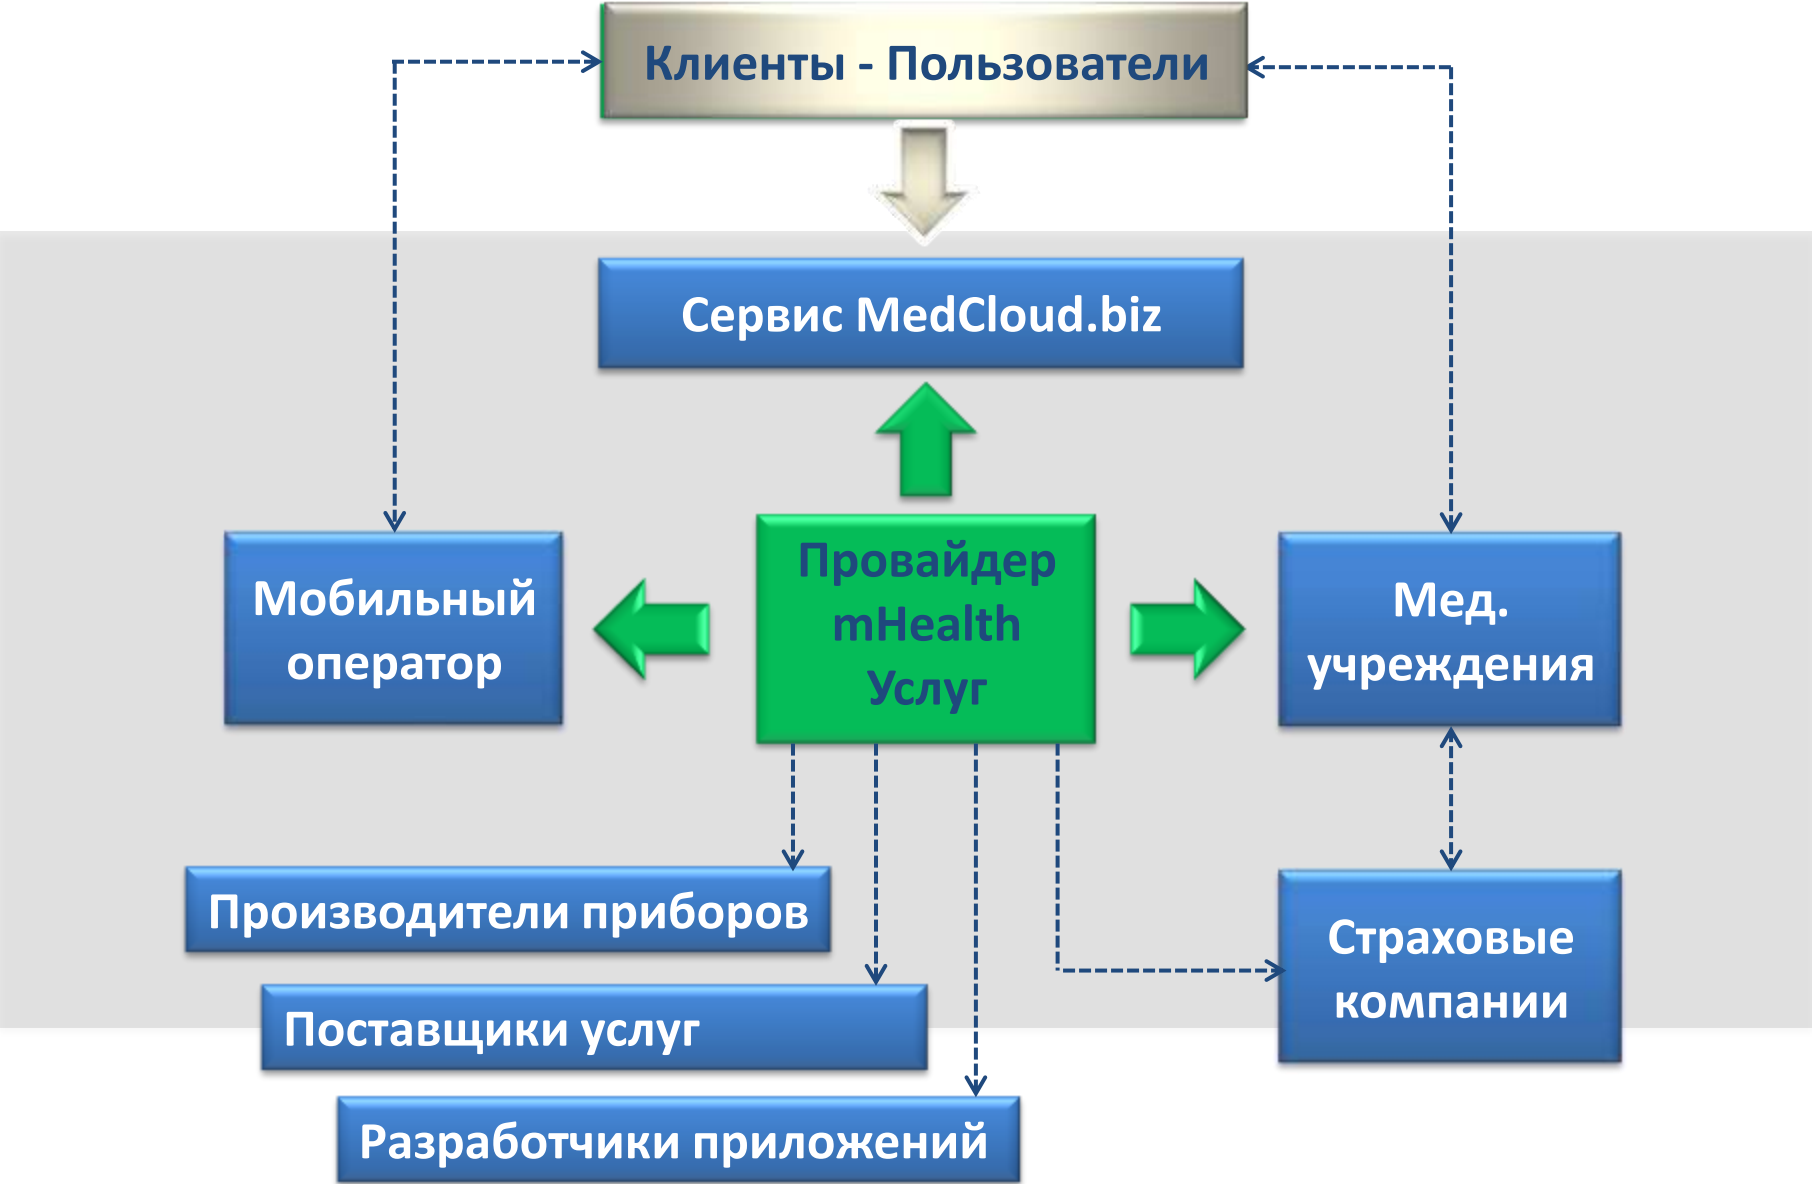 Клиенты - Пользователи
Сервис MedCloud.biz
Провайдер
mHealth
Услуг
Мобильный
оператор
Мед.
учреждения
Производители приборов
Поставщики услуг
Разработчики приложений
Страховые
компании